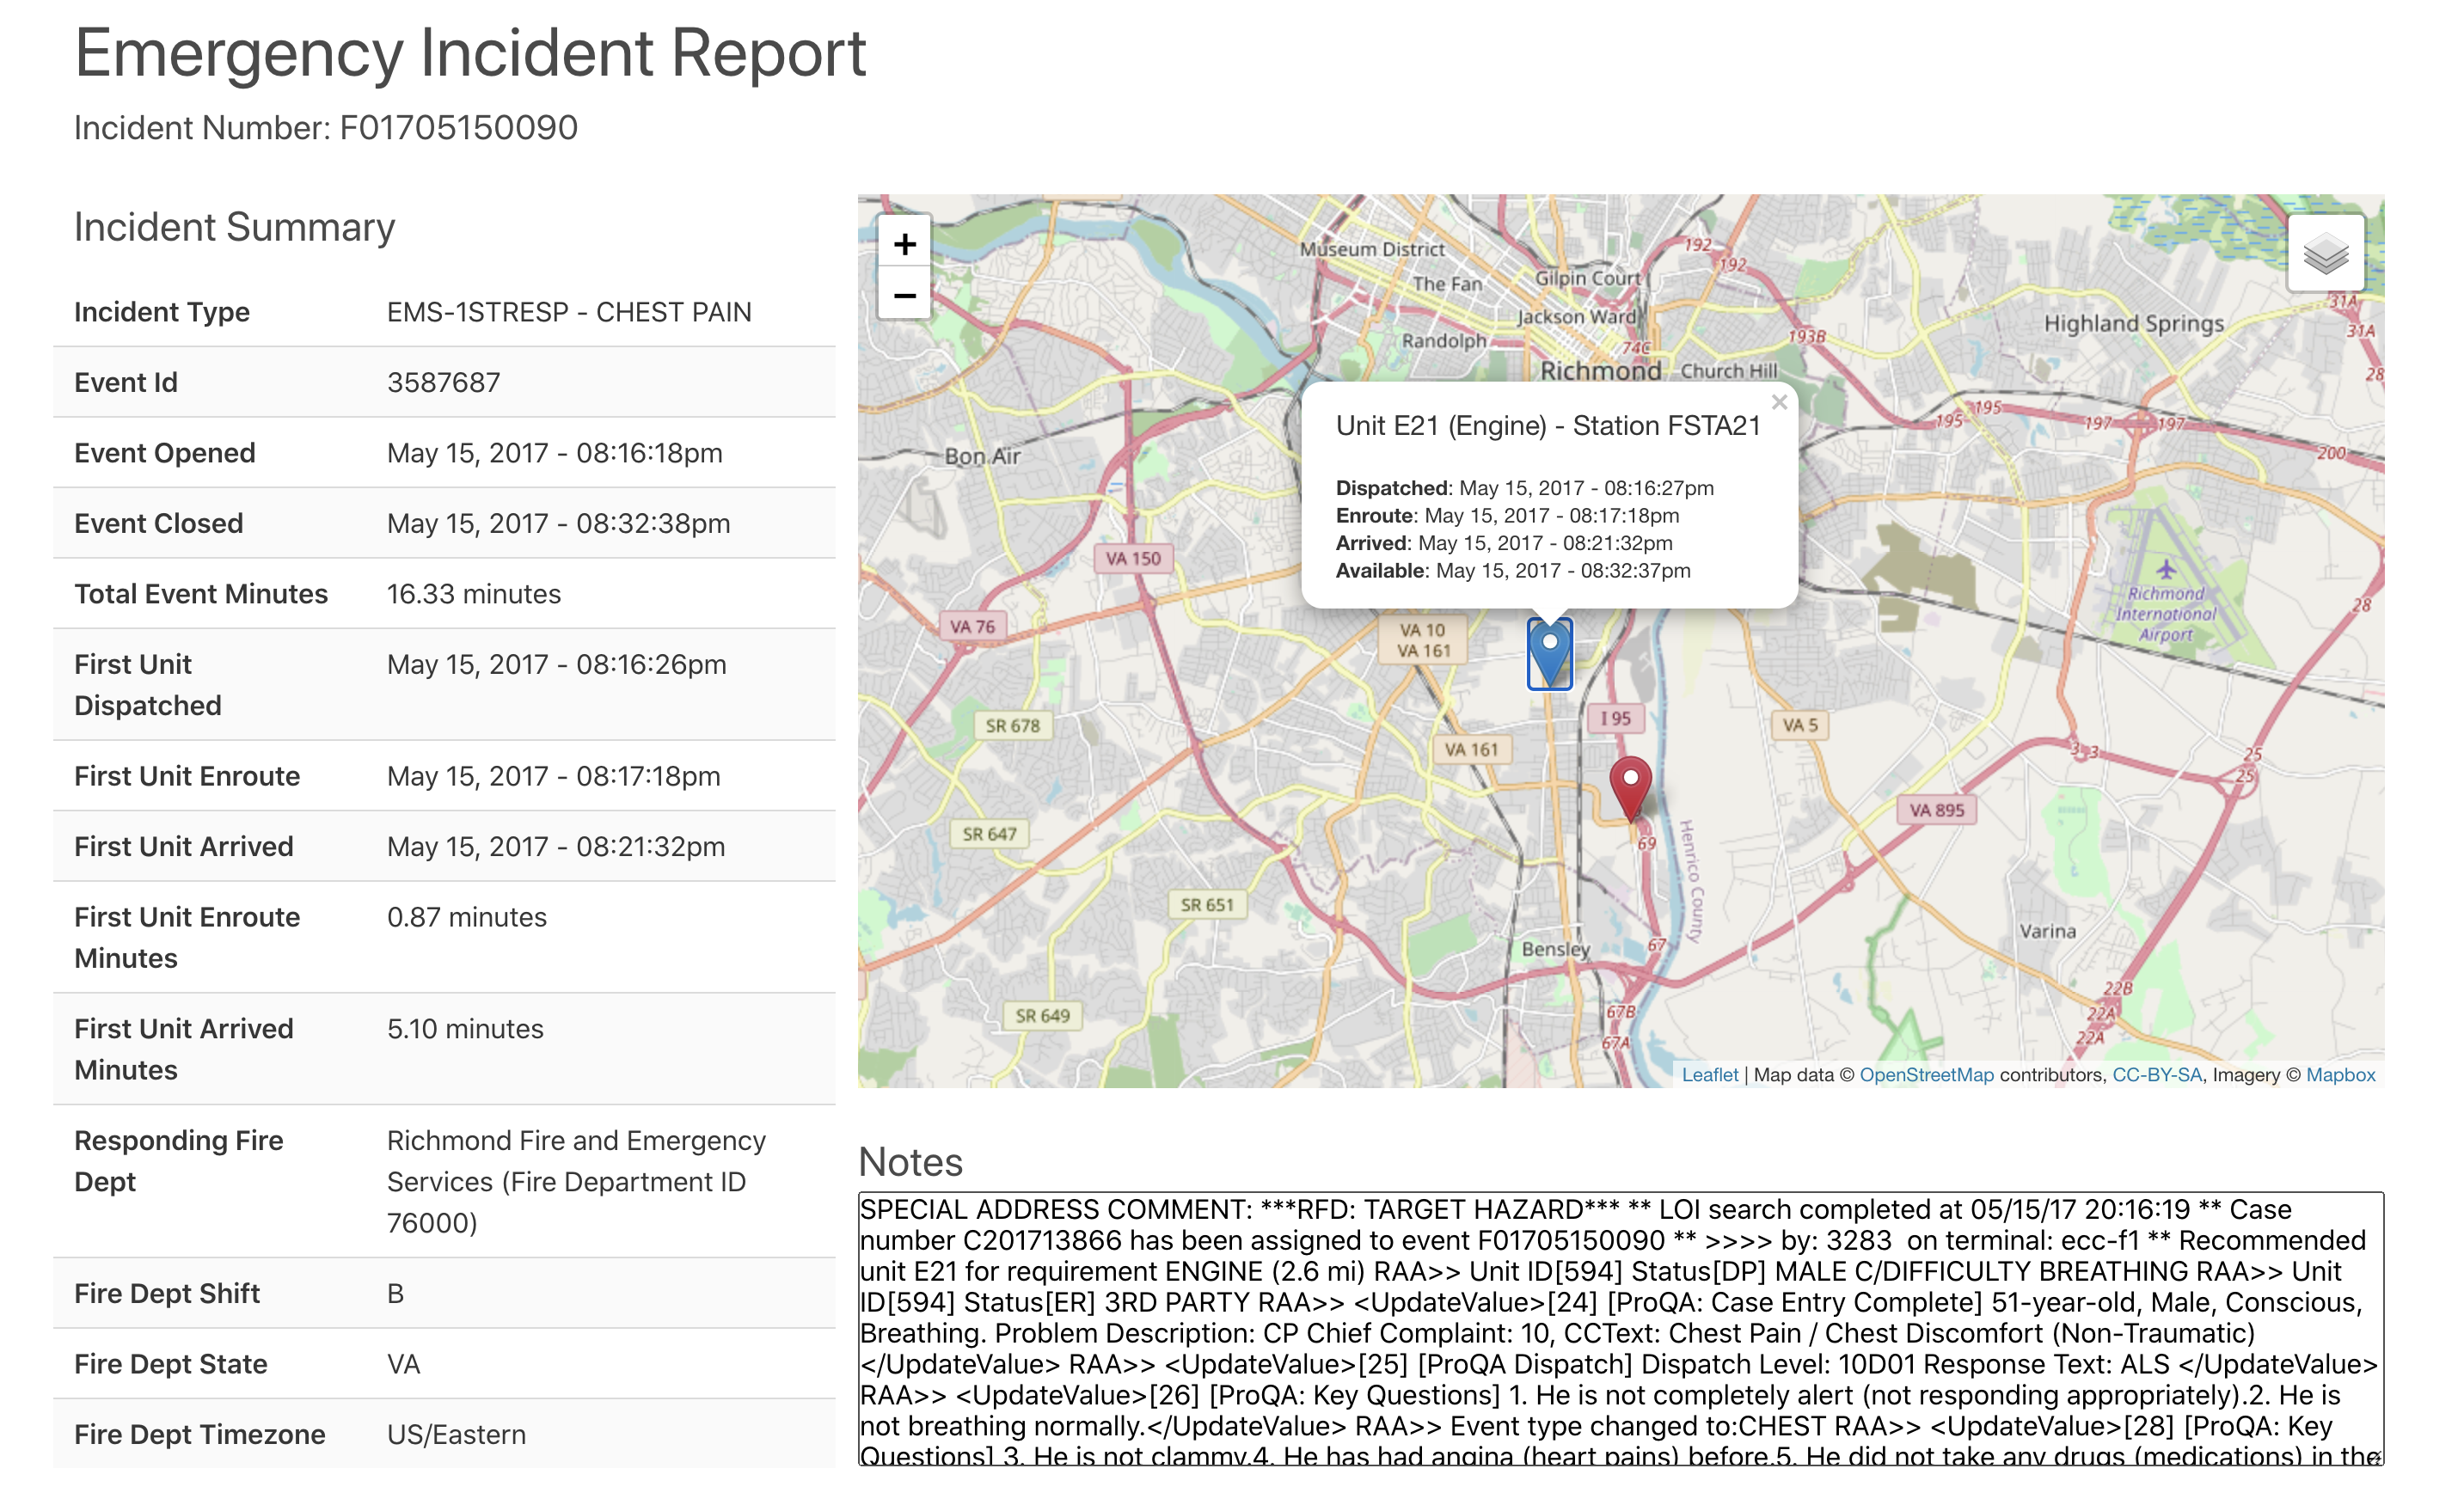 Emergency Incident Report
Incident Number: F01705150090
Incident Summary
Incident Type EMS-1STRESP - CHEST PAIN
Event Id 3587687
Event Opened May 15, 2017 - 08:16:18pm
Event Closed May 15, 2017 - 08:32:38pm
Total Event Minutes 16.33 minutes
First Unit May 15, 2017 - 08:16:26pm
Dispatched
First Unit Enroute May 15, 2017 - 08:17:18pm
First Unit Arrived May 15, 2017 - 08:21:32pm
First Unit Enroute 0.87 minutes
Minutes
First Unit Arrived 5.10 minutes
Minutes
Responding Fire Richmond Fire and Emergency
Dept Services (Fire Department ID
76000)
Fire Dept Shift B
Fire Dept State VA
Fire Dept Timezone US/Eastern
+
−
Museum District
The Fan
Gilpin Court
192
192
Jackson Ward
Randolph
74C
193B
Highland Springs
31A
31A
28
Richmond
Church Hill
195
195
197
197
200
Bon Air
×
Unit E21 (Engine) - Station FSTA21
Dispatched: May 15, 2017 - 08:16:27pm
Enroute: May 15, 2017 - 08:17:18pm
Arrived: May 15, 2017 - 08:21:32pm
Available: May 15, 2017 - 08:32:37pm
VA 150
VA 76
VA 10
VA 161
Richmond
International
Airport
28
SR 678
VA 161
I 95
VA 5
3
3
25
25
SR 647
69
VA 895
Henrico County
SR 651
Bensley
67
Varina
SR 649
67B
67A
22B
22A
22A
Leaflet | Map data © OpenStreetMap contributors, CC-BY-SA, Imagery © Mapbox
Notes
SPECIAL ADDRESS COMMENT: ***RFD: TARGET HAZARD*** ** LOI search completed at 05/15/17 20:16:19 ** Case
number C201713866 has been assigned to event F01705150090 ** >>>> by: 3283  on terminal: ecc-f1 ** Recommended
unit E21 for requirement ENGINE (2.6 mi) RAA>> Unit ID[594] Status[DP] MALE C/DIFFICULTY BREATHING RAA>> Unit
ID[594] Status[ER] 3RD PARTY RAA>> <UpdateValue>[24] [ProQA: Case Entry Complete] 51-year-old, Male, Conscious,
Breathing. Problem Description: CP Chief Complaint: 10, CCText: Chest Pain / Chest Discomfort (Non-Traumatic)
</UpdateValue> RAA>> <UpdateValue>[25] [ProQA Dispatch] Dispatch Level: 10D01 Response Text: ALS </UpdateValue>
RAA>> <UpdateValue>[26] [ProQA: Key Questions] 1. He is not completely alert (not responding appropriately).2. He is
not breathing normally.</UpdateValue> RAA>> Event type changed to:CHEST RAA>> <UpdateValue>[28] [ProQA: Key
Questions] 3. He is not clammy.4. He has had angina (heart pains) before.5. He did not take any drugs (medications) in the